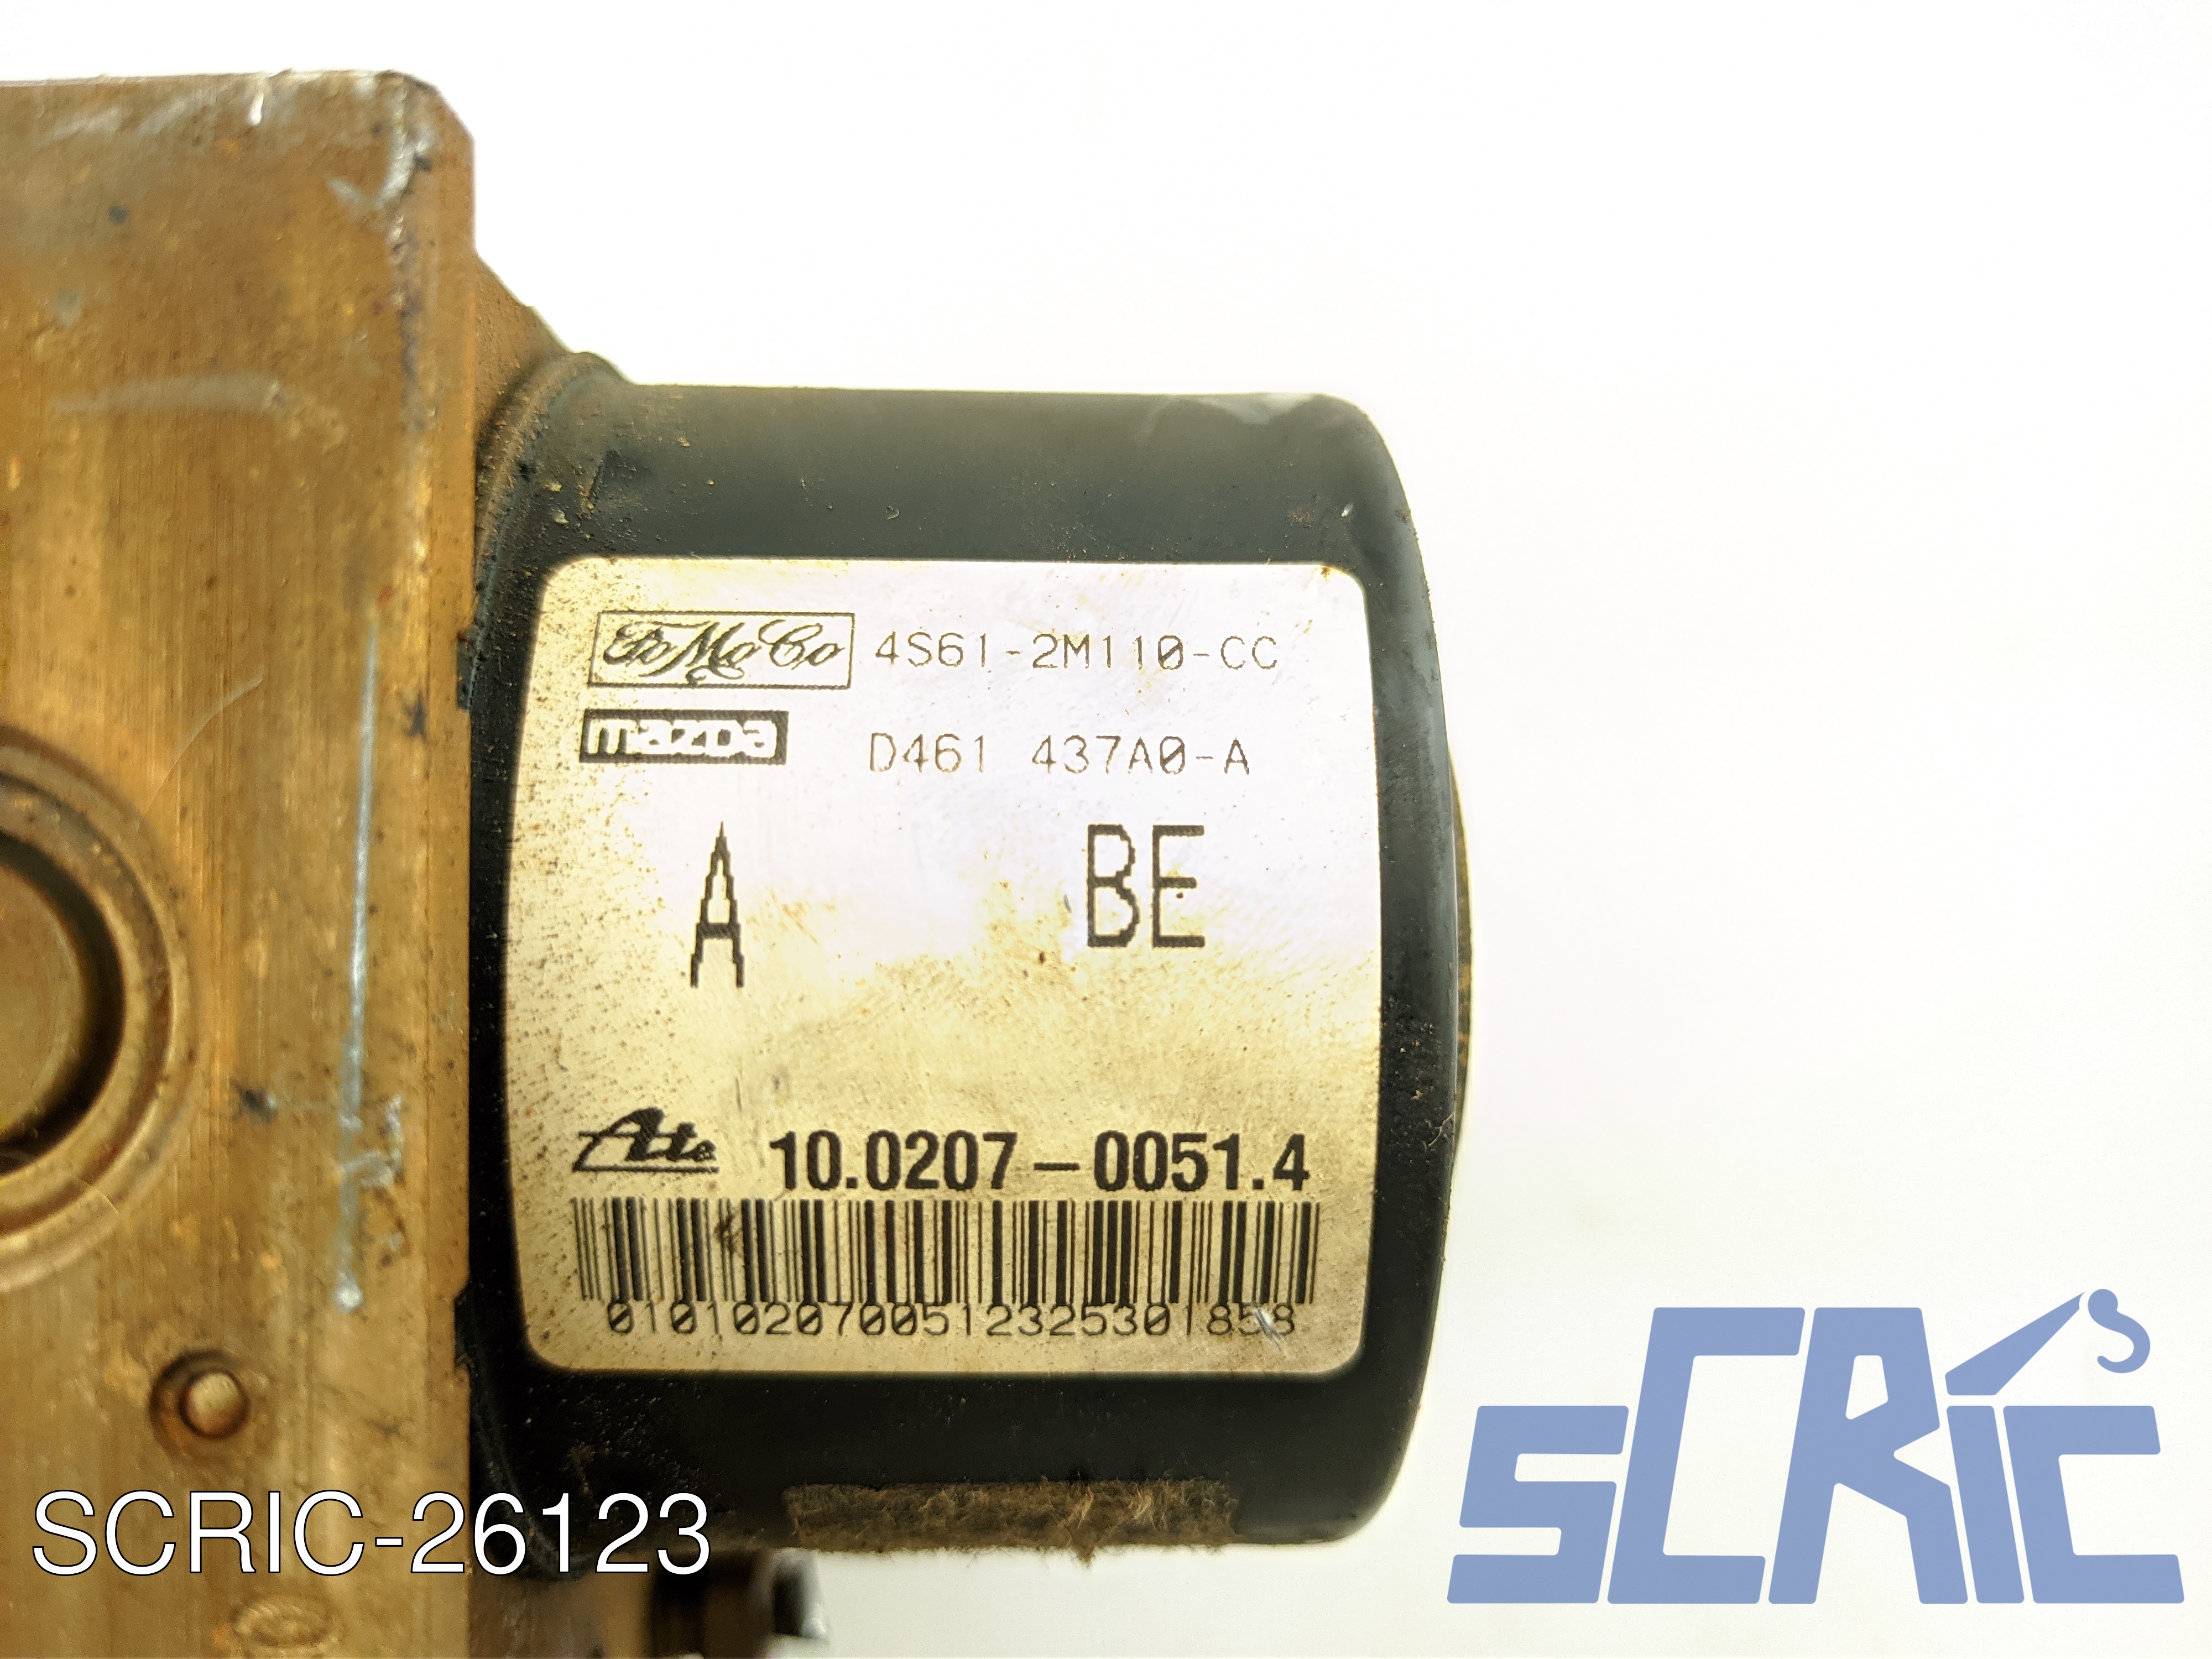 FoMoCo 4S61-2M110-CC
mazda D461 437A0-A
A BE
Ate 10.0207-0051.4
0101020700512325301858
SCRIC-26123
SCRIC